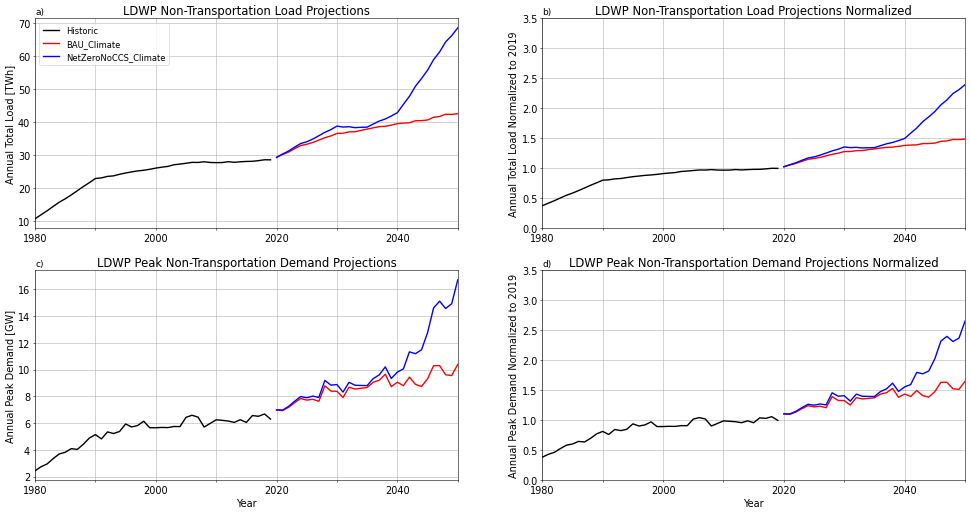 a)
LDWP Non-Transportation Load Projections
Annual Total Load [TWh]
70
60
50
40
30
20
10
Historic
BAU_Climate
NetZeroNoCCS_Climate
1980
2000
2020
2040
b)
LDWP Non-Transportation Load Projections Normalized
Annual Total Load Normalized to 2019
3.5
3.0
2.5
2.0
1.5
1.0
0.5
0.0
1980
2000
2020
2040
c)
LDWP Peak Non-Transportation Demand Projections
Annual Peak Demand [GW]
16
14
12
10
8
6
4
2
1980
2000
2020
2040
Year
d)
LDWP Peak Non-Transportation Demand Projections Normalized
Annual Peak Demand Normalized to 2019
3.5
3.0
2.5
2.0
1.5
1.0
0.5
0.0
1980
2000
2020
2040
Year